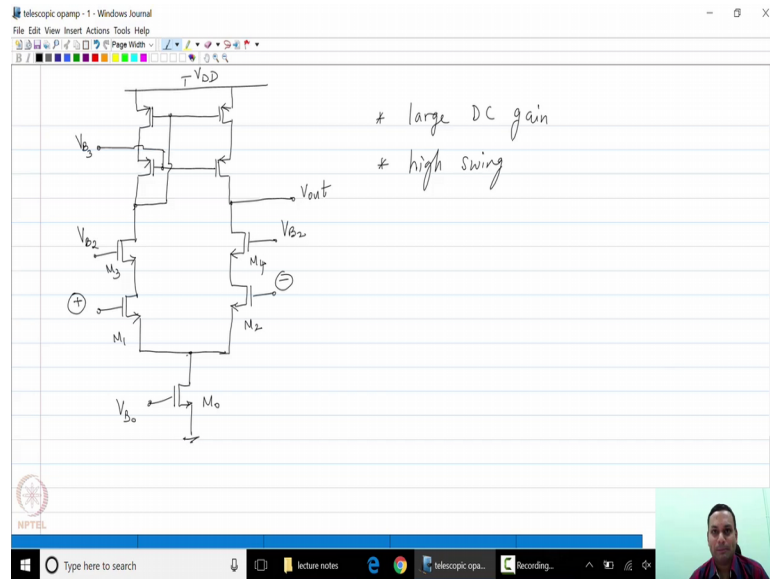 telescopic opamp - 1 - Windows Journal
File Edit View Insert Actions Tools Help
Page Width
B I
VDD
VB3
Vout
VB2
VB2
M3
M4
+
-
M1
M2
VB0
M0
* large DC gain
* high swing
NPTEL
Type here to search
lecture notes
telescopic opa...
Recording...